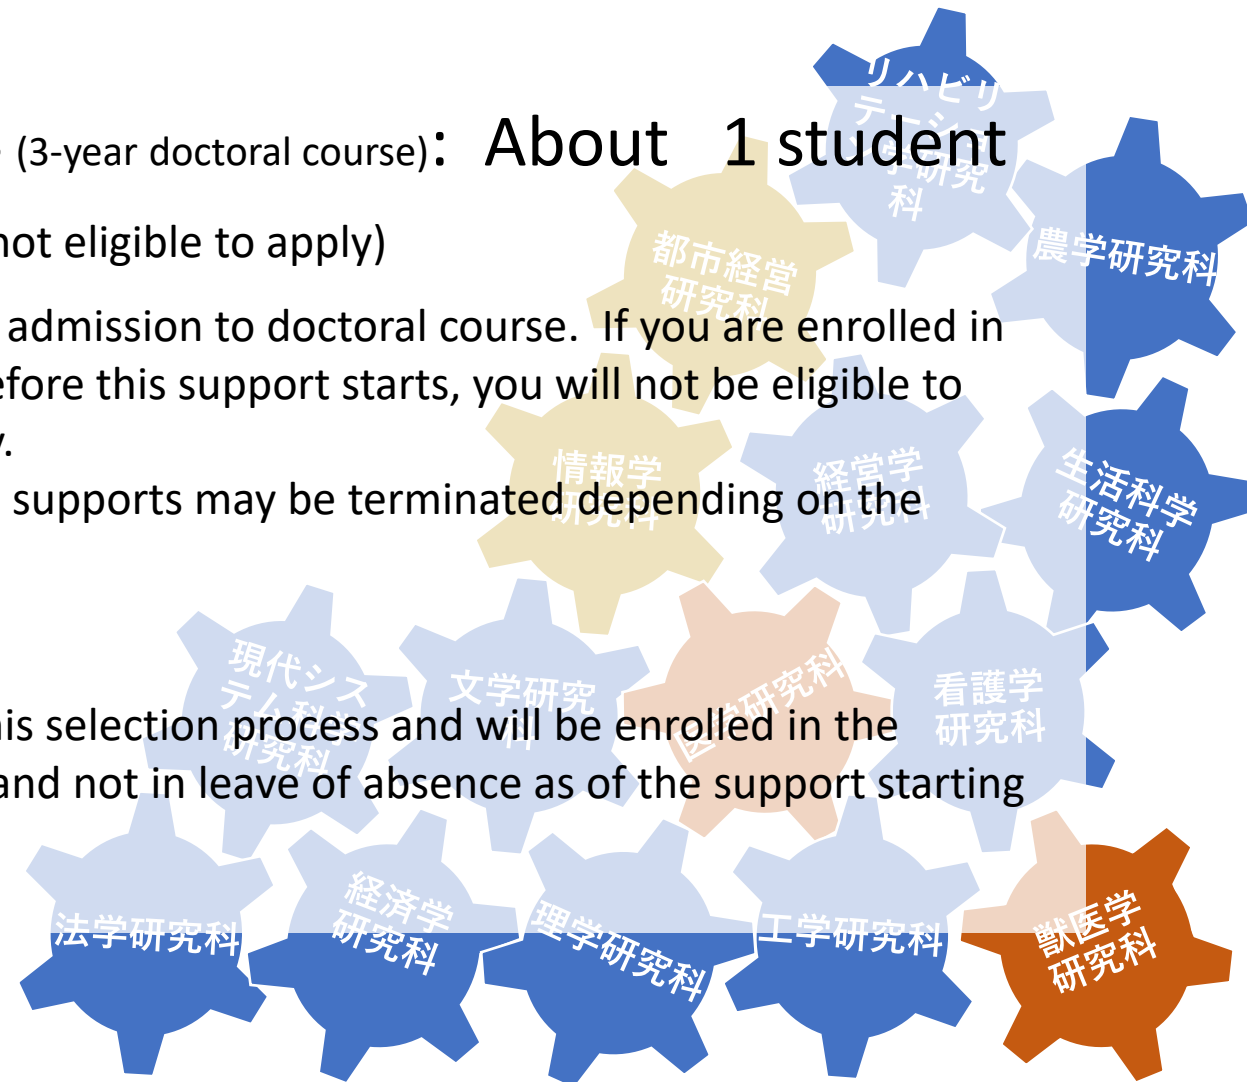 (3-year doctoral course): About 1 student
not eligible to apply)
admission to doctoral course. If you are enrolled in
efore this support starts, you will not be eligible to
y.
supports may be terminated depending on the
his selection process and will be enrolled in the
and not in leave of absence as of the support starting
リハビリ
テーション
学研究
科
農学研究科
都市経営
研究科
情報学
研究科
経営学
研究科
生活科学
研究科
現代シス
テム科学
研究科
文学研究
科
医学研究科
看護学
研究科
法学研究科
経済学
研究科
理学研究科
工学研究科
獣医学
研究科